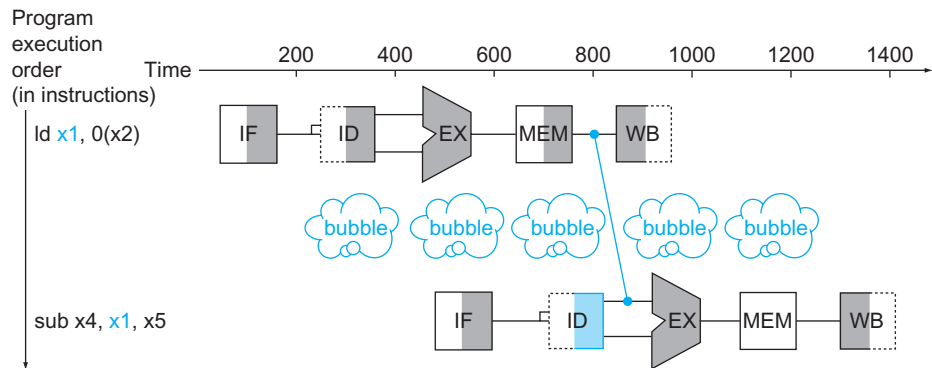 Program
execution
order
(in instructions)
Time
200 400 600 800 1000 1200 1400
ld x1, 0(x2)
IF ID EX MEM WB
bubble bubble bubble bubble bubble
sub x4, x1, x5
IF ID EX MEM WB